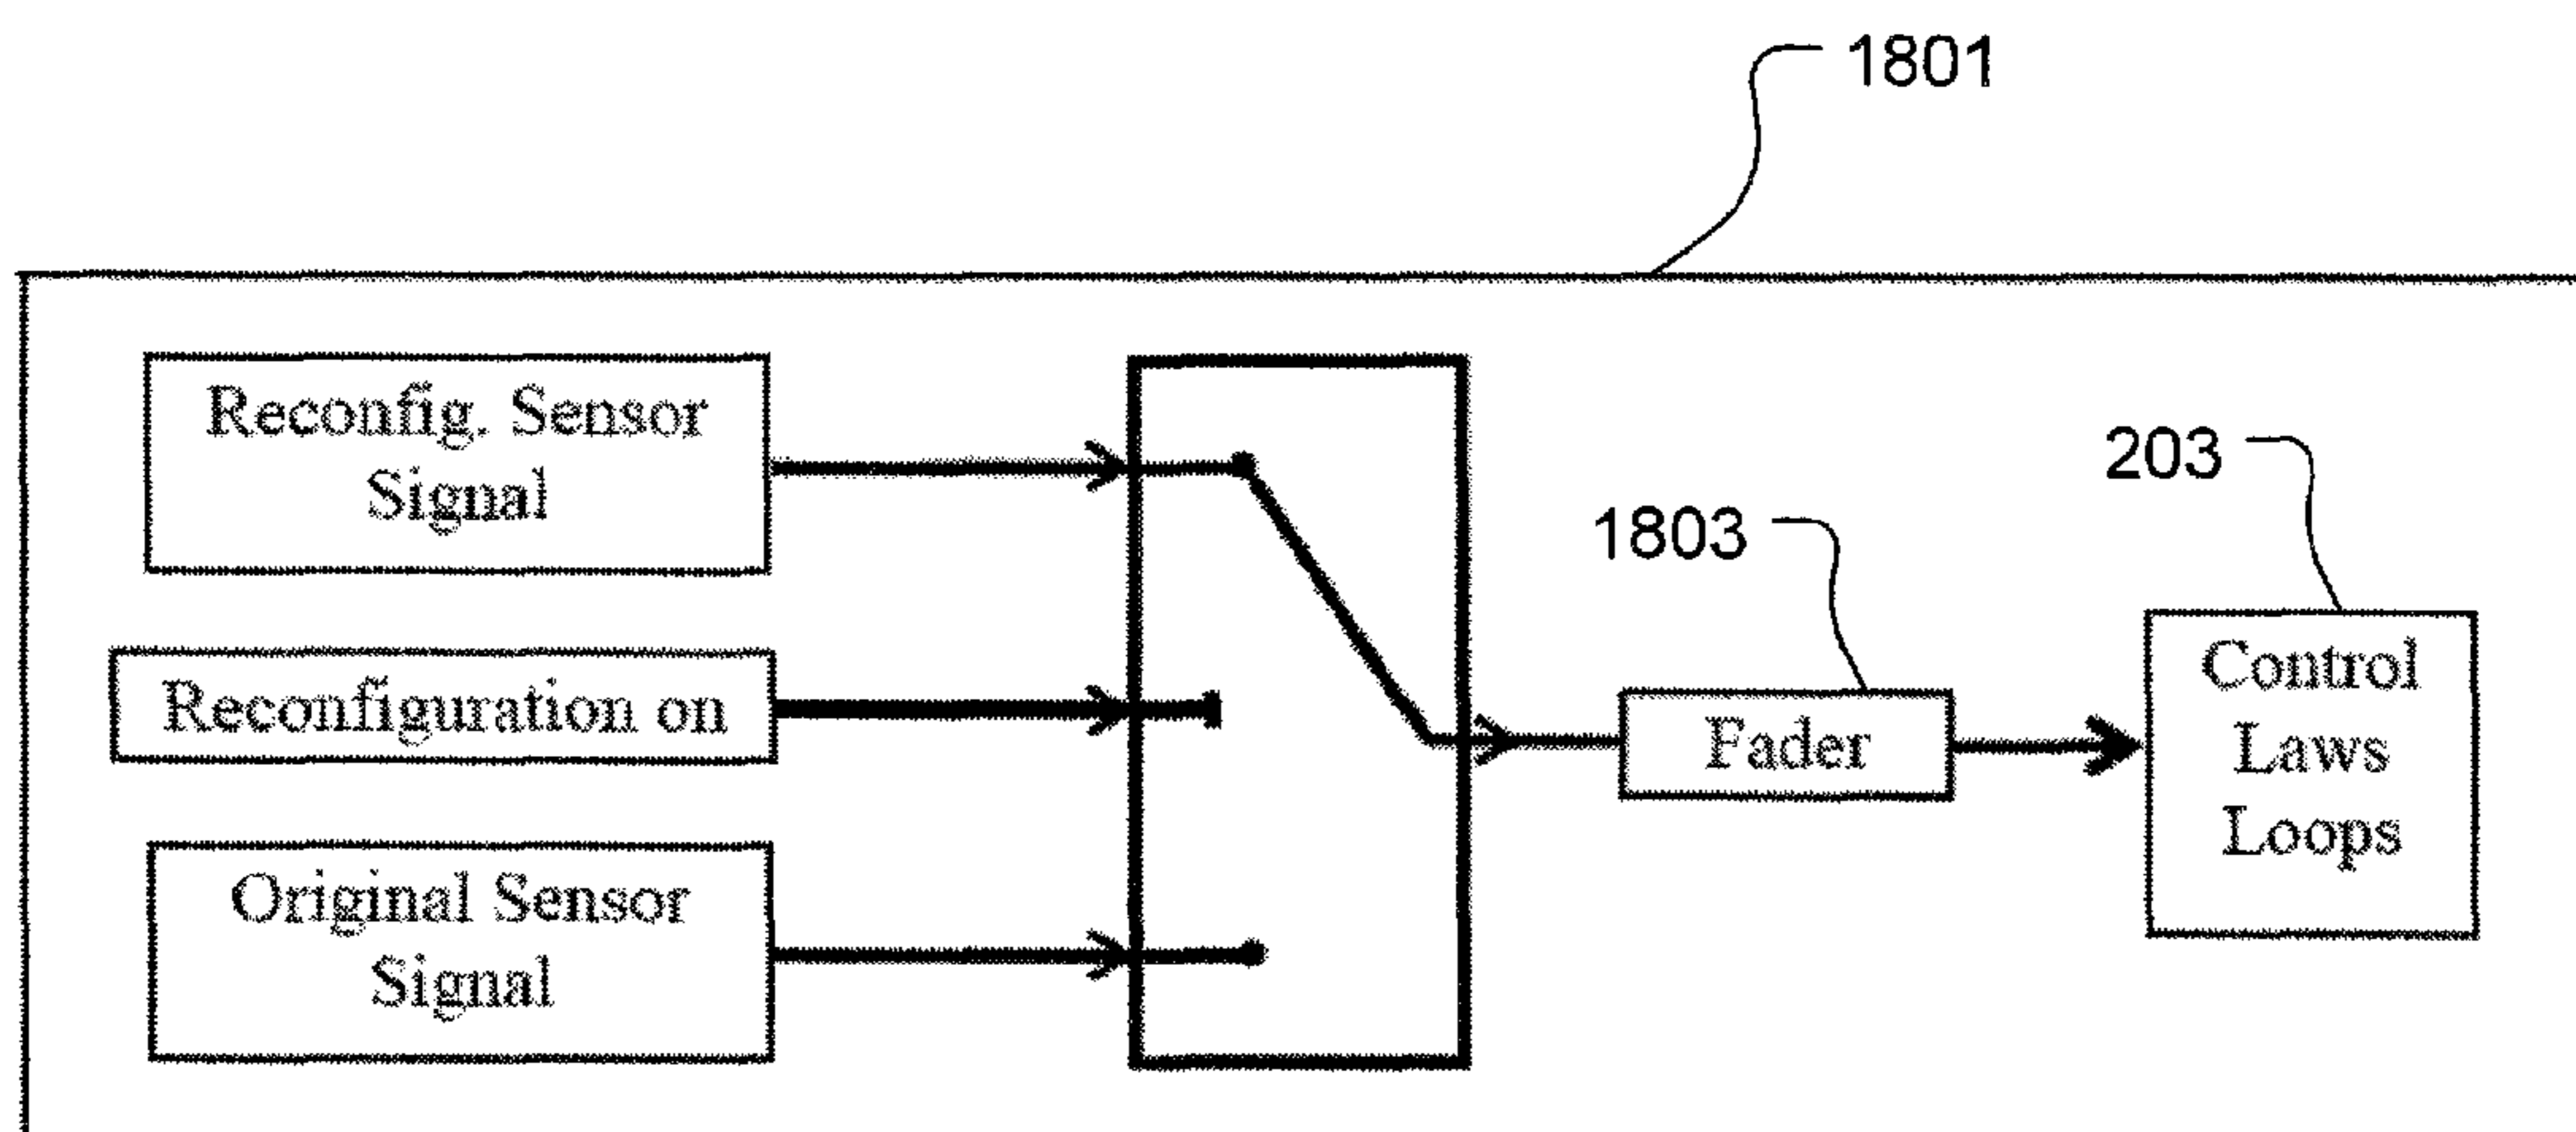 1801
Reconfig. Sensor
Signal
203
1803
Reconfiguration on
Fader
Control
Laws
Loops
Original Sensor
Signal